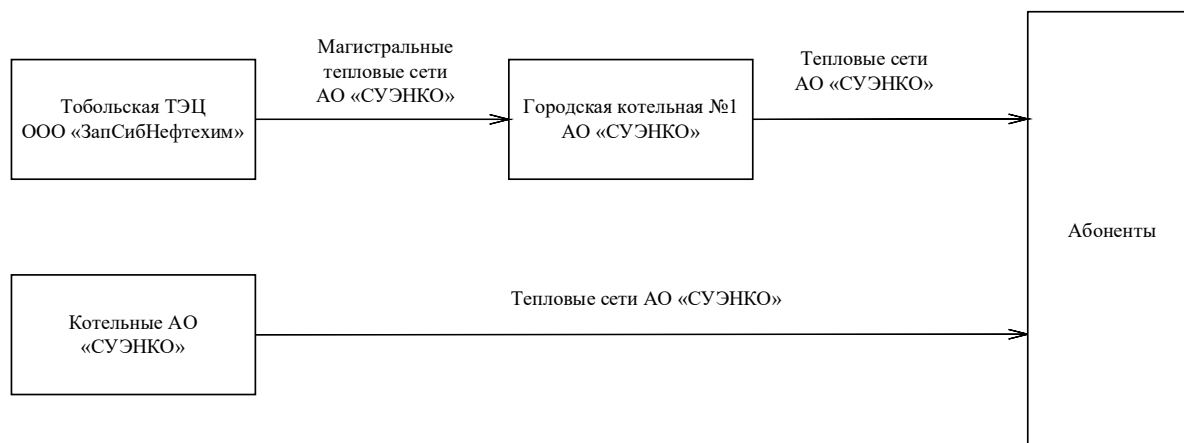 Магистральные
тепловые сети
АО «СУЭНКО»
Тепловые сети
АО «СУЭНКО»
Тобольская ТЭЦ
ООО «ЗапСибНефтехим»
Городская котельная №1
АО «СУЭНКО»
Абоненты
Тепловые сети АО «СУЭНКО»
Котельные АО
«СУЭНКО»